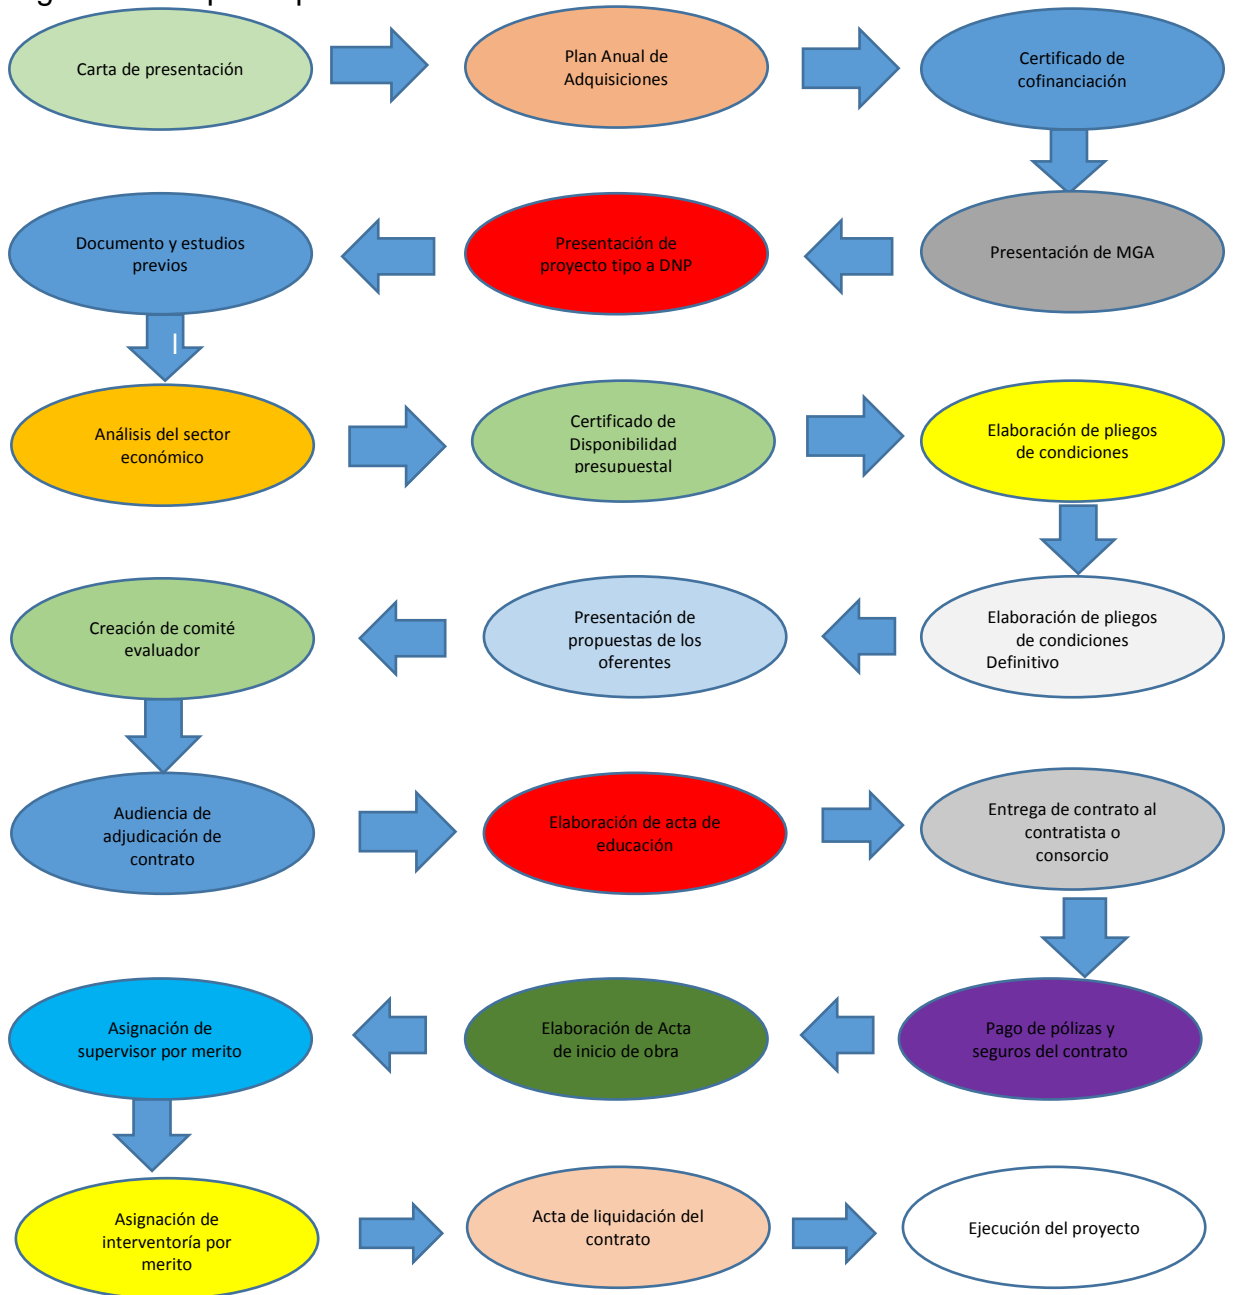 Carta de presentación
Plan Anual de
Adquisiciones
Certificado de
cofinanciación
Presentación de MGA
Presentación de
proyecto tipo a DNP
Documento y estudios
previos
Análisis del sector
económico
Certificado de
Disponibilidad
presupuestal
Elaboración de pliegos
de condiciones
Elaboración de pliegos
de condiciones
Definitivo
Presentación de
propuestas de los
oferentes
Creación de comité
evaluador
Audiencia de
adjudicación de
contrato
Elaboración de acta de
educación
Entrega de contrato al
contratista o
consorcio
Pago de pólizas y
seguros del contrato
Elaboración de Acta
de inicio de obra
Asignación de
supervisor por merito
Asignación de
interventoría por
merito
Acta de liquidación del
contrato
Ejecución del proyecto